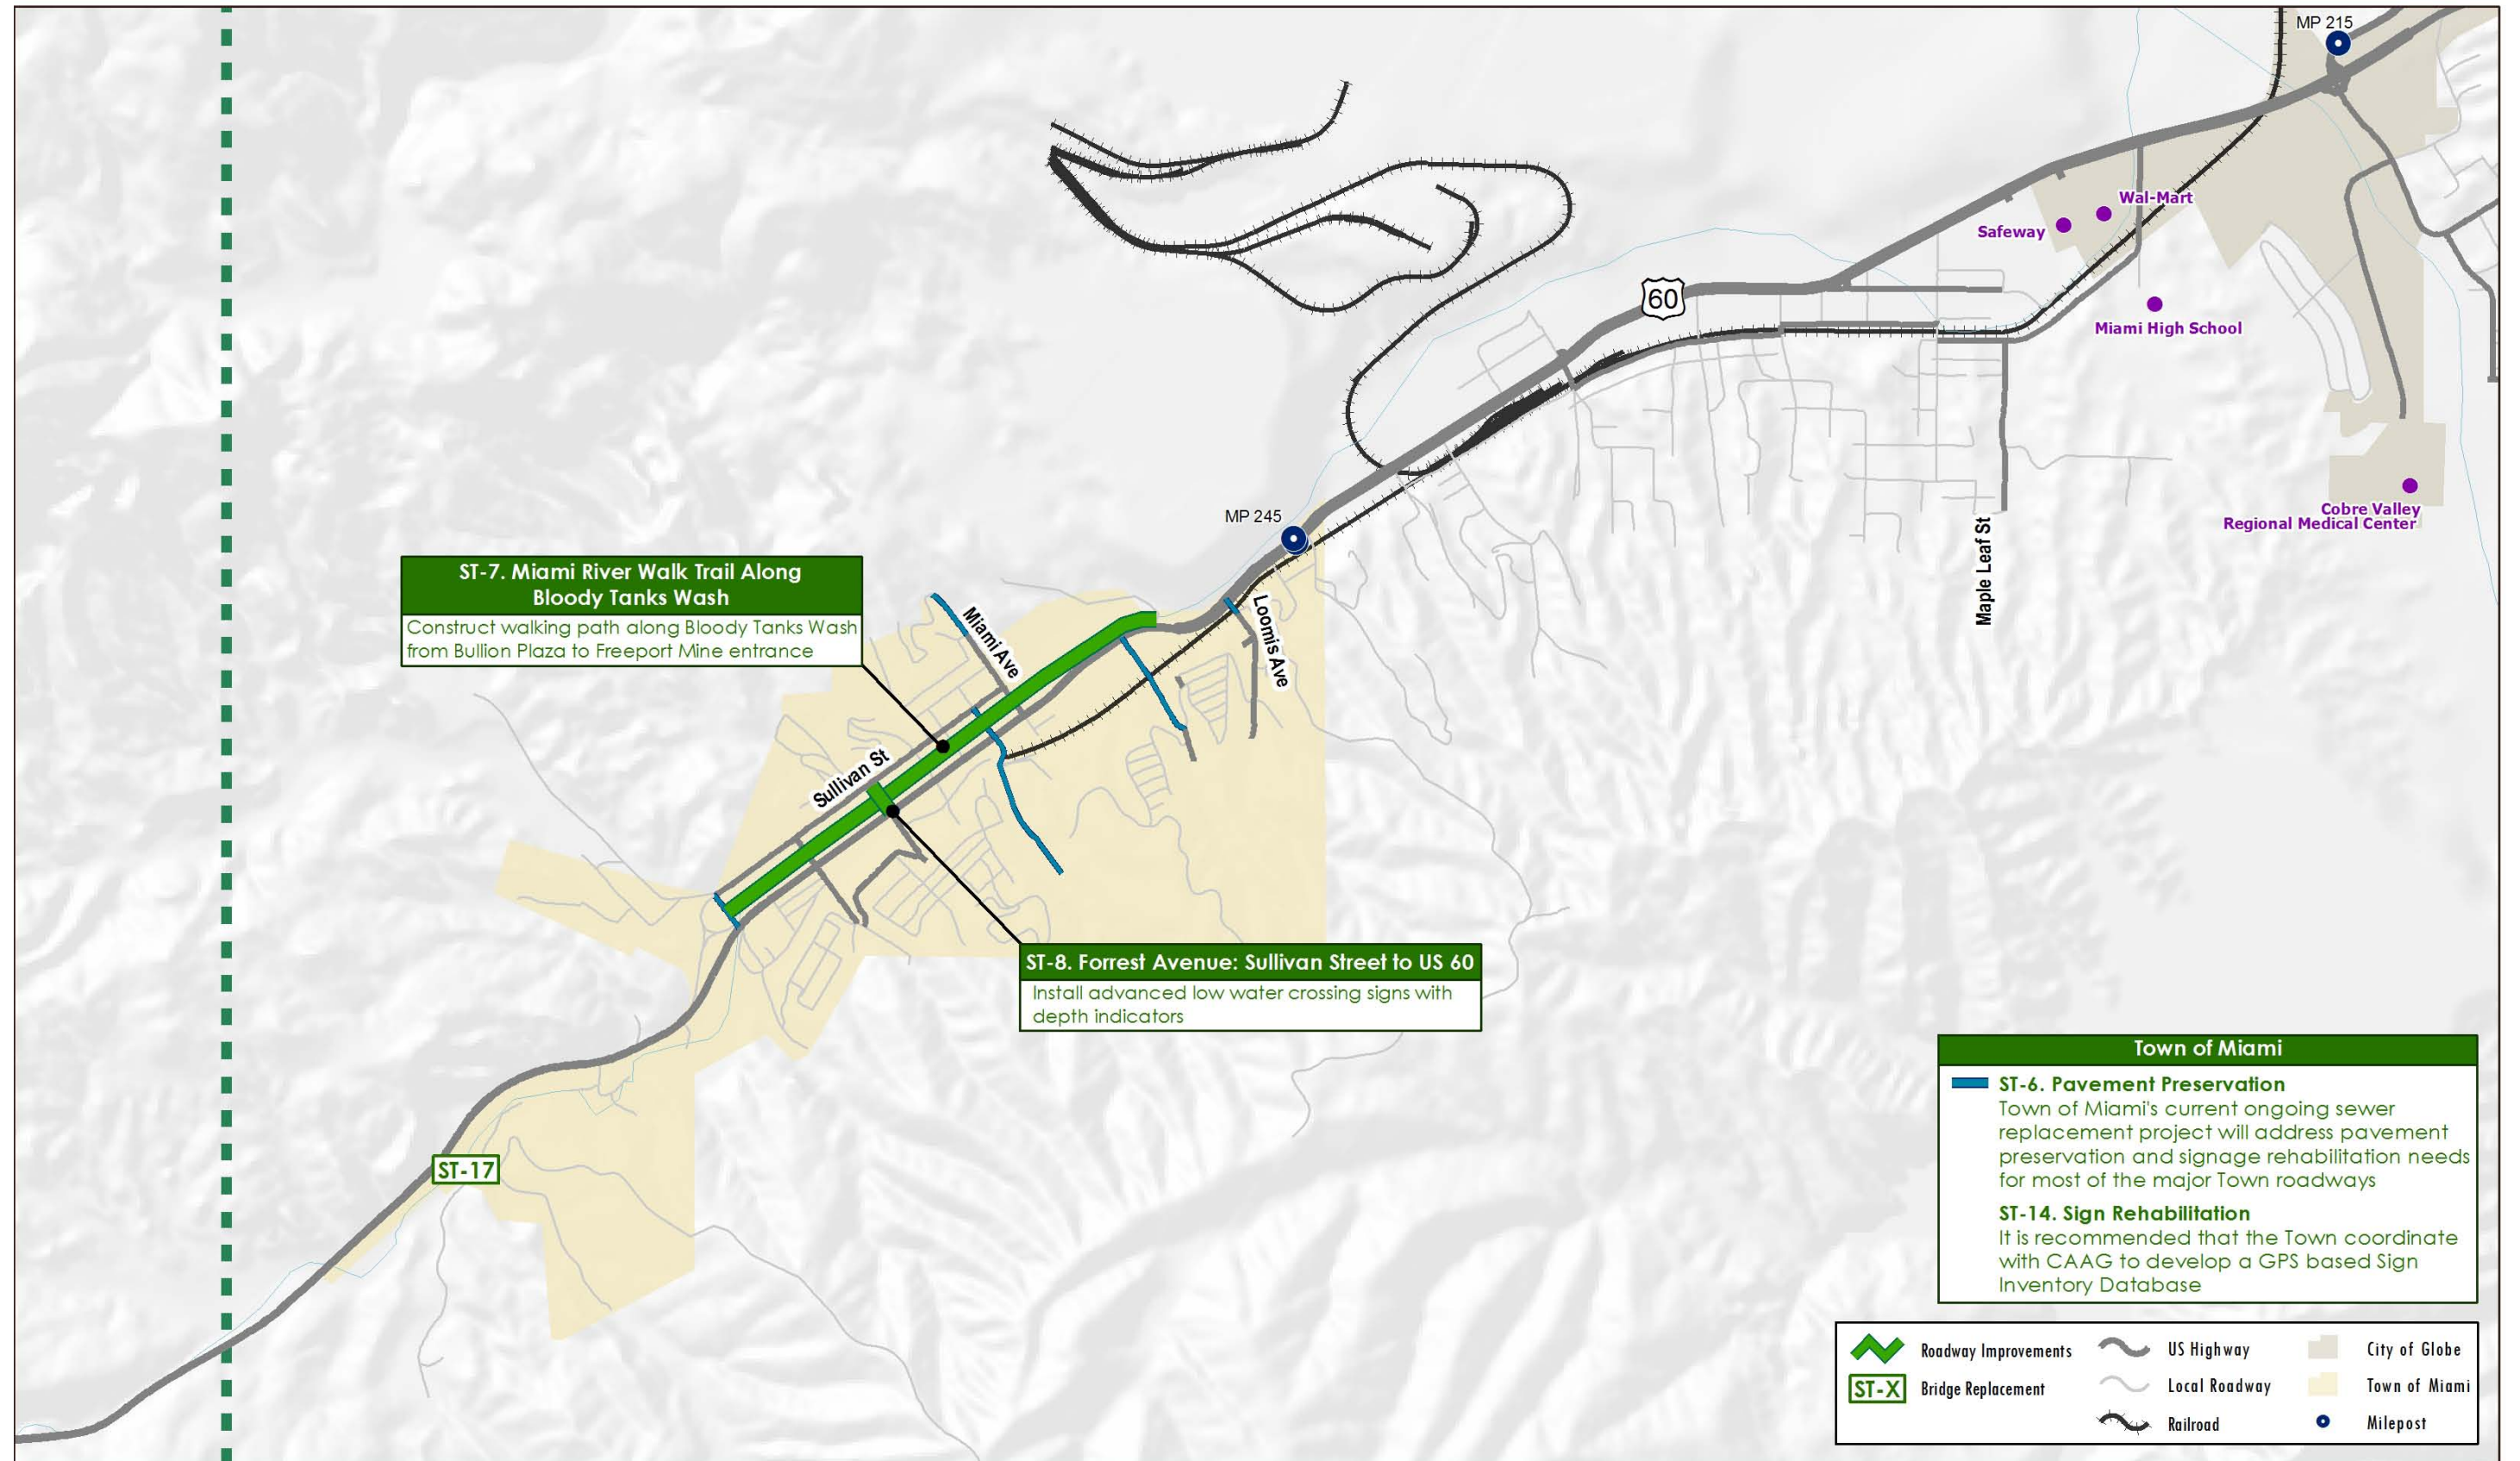 MP 215
Wal-Mart
Safeway
60
Miami High School
MP 245
Cobre Valley
Regional Medical Center
Maple Leaf St
ST-7. Miami River Walk Trail Along
Bloody Tanks Wash
Construct walking path along Bloody Tanks Wash
from Bullion Plaza to Freeport Mine entrance
Miami Ave
Loomis Ave
Sullivan St
ST-8. Forrest Avenue: Sullivan Street to US 60
Install advanced low water crossing signs with
depth indicators
ST-17
Town of Miami
ST-6. Pavement Preservation
Town of Miami's current ongoing sewer
replacement project will address pavement
preservation and signage rehabilitation needs
for most of the major Town roadways
ST-14. Sign Rehabilitation
It is recommended that the Town coordinate
with CAAG to develop a GPS based Sign
Inventory Database
Roadway Improvements
ST-X Bridge Replacement
US Highway
Local Roadway
Railroad
City of Globe
Town of Miami
Milepost